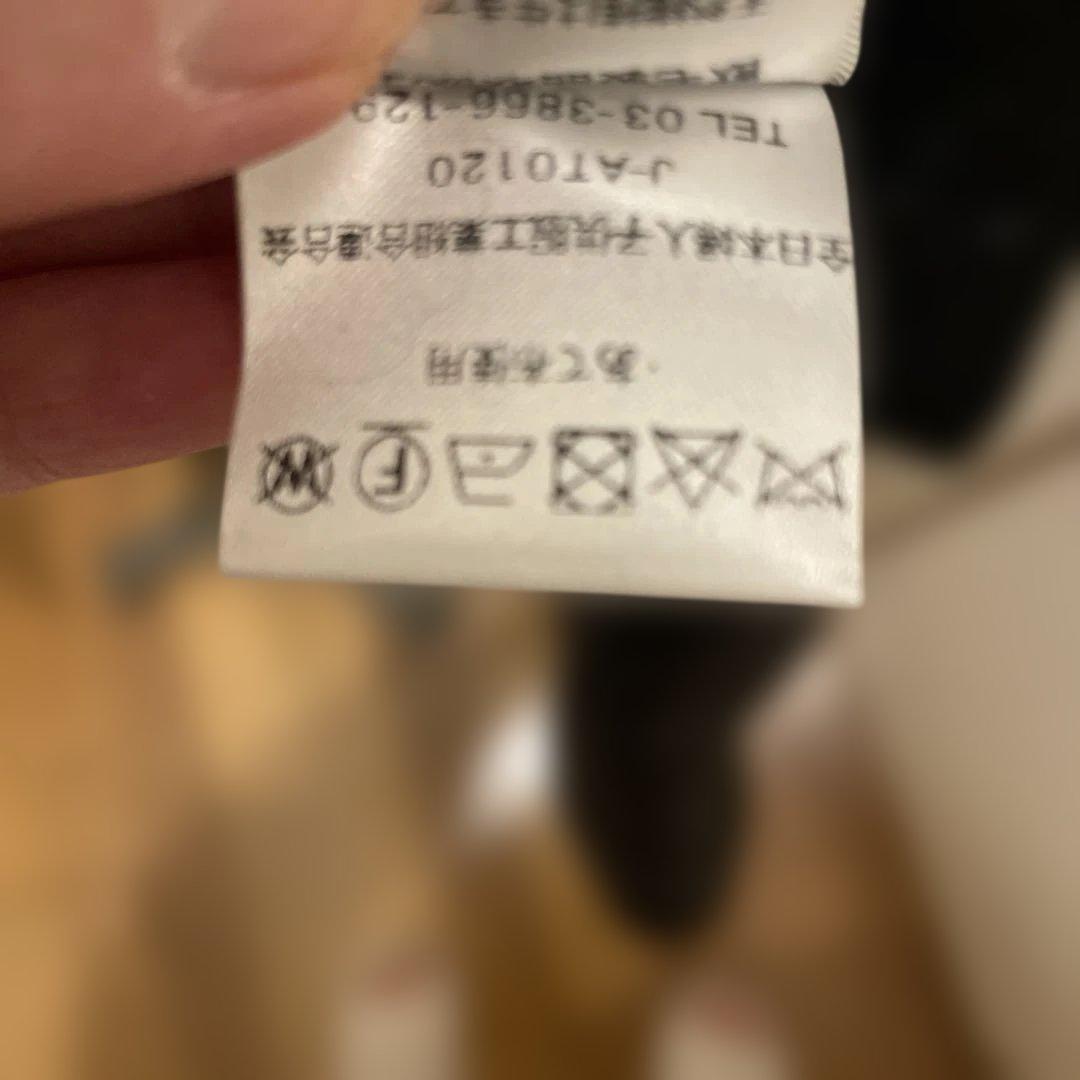 F
W
・あて布使用
全日本婦人子供服工業組合連合会
J-AT0120
TEL 03-3866-129